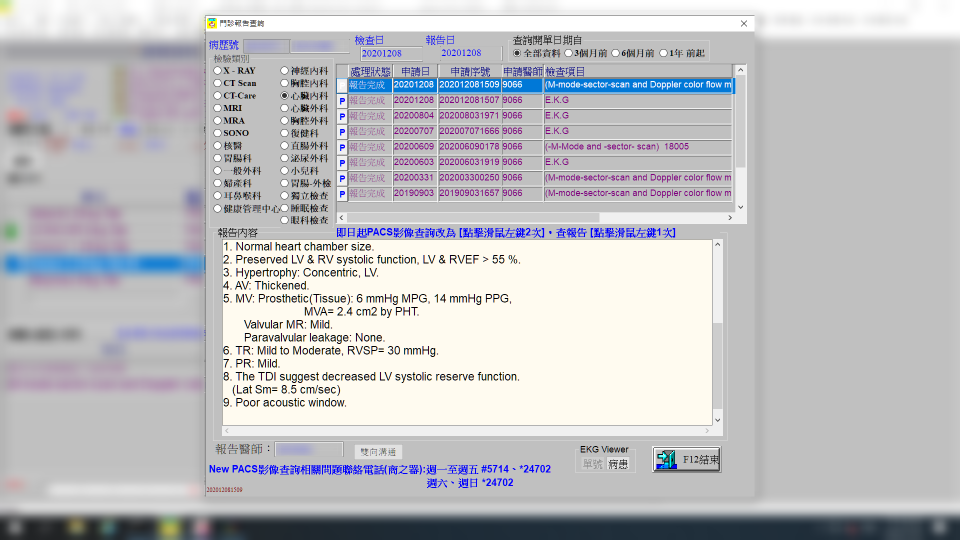 門診報告查詢
病歷號
檢查日
20201208
報告日
20201208
查詢開單日期自
全部資料 3個月前 6個月前 1年 前起
檢驗類別
X - RAY 神經內科
CT Scan 胸腔內科
CT-Care 心臟內科
MRI 心臟外科
MRA 胸腔外科
SONO 復健科
核醫 直腸外科
胃腸科 泌尿外科
一般外科 小兒科
婦產科 胃腸-外檢
耳鼻喉科 獨立檢查
健康管理中心 睡眠檢查
眼科檢查
處理狀態 申請日 申請序號 申請醫師 檢查項目
報告完成 20201208 202012081509 9066 (M-mode-sector-scan and Doppler color flow m
P 報告完成 20201208 202012081507 9066 E.K.G
P 報告完成 20200804 202008031971 9066 E.K.G
P 報告完成 20200707 202007071666 9066 E.K.G
P 報告完成 20200609 202006090178 9066 (-M-Mode and -sector- scan) 18005
P 報告完成 20200603 202006031919 9066 E.K.G
P 報告完成 20200331 202003300250 9066 (M-mode-sector-scan and Doppler color flow m
P 報告完成 20190903 201909031657 9066 (M-mode-sector-scan and Doppler color flow m
報告內容
即日起PACS影像查詢改為 [點擊滑鼠左鍵2次]，查報告 [點擊滑鼠左鍵1次]
1. Normal heart chamber size.
2. Preserved LV & RV systolic function, LV & RVEF > 55 %.
3. Hypertrophy: Concentric, LV.
4. AV: Thickened.
5. MV: Prosthetic(Tissue): 6 mmHg MPG, 14 mmHg PPG,
MVA= 2.4 cm2 by PHT.
Valvular MR: Mild.
Paravalvular leakage: None.
6. TR: Mild to Moderate, RVSP= 30 mmHg.
7. PR: Mild.
8. The TDI suggest decreased LV systolic reserve function.
(Lat Sm= 8.5 cm/sec)
9. Poor acoustic window.
報告醫師：
雙向溝通
EKG Viewer
單號 病患
F12結束
New PACS影像查詢相關問題聯絡電話(商之器):週一至週五 #5714、*24702
週六、週日 *24702
202012081509